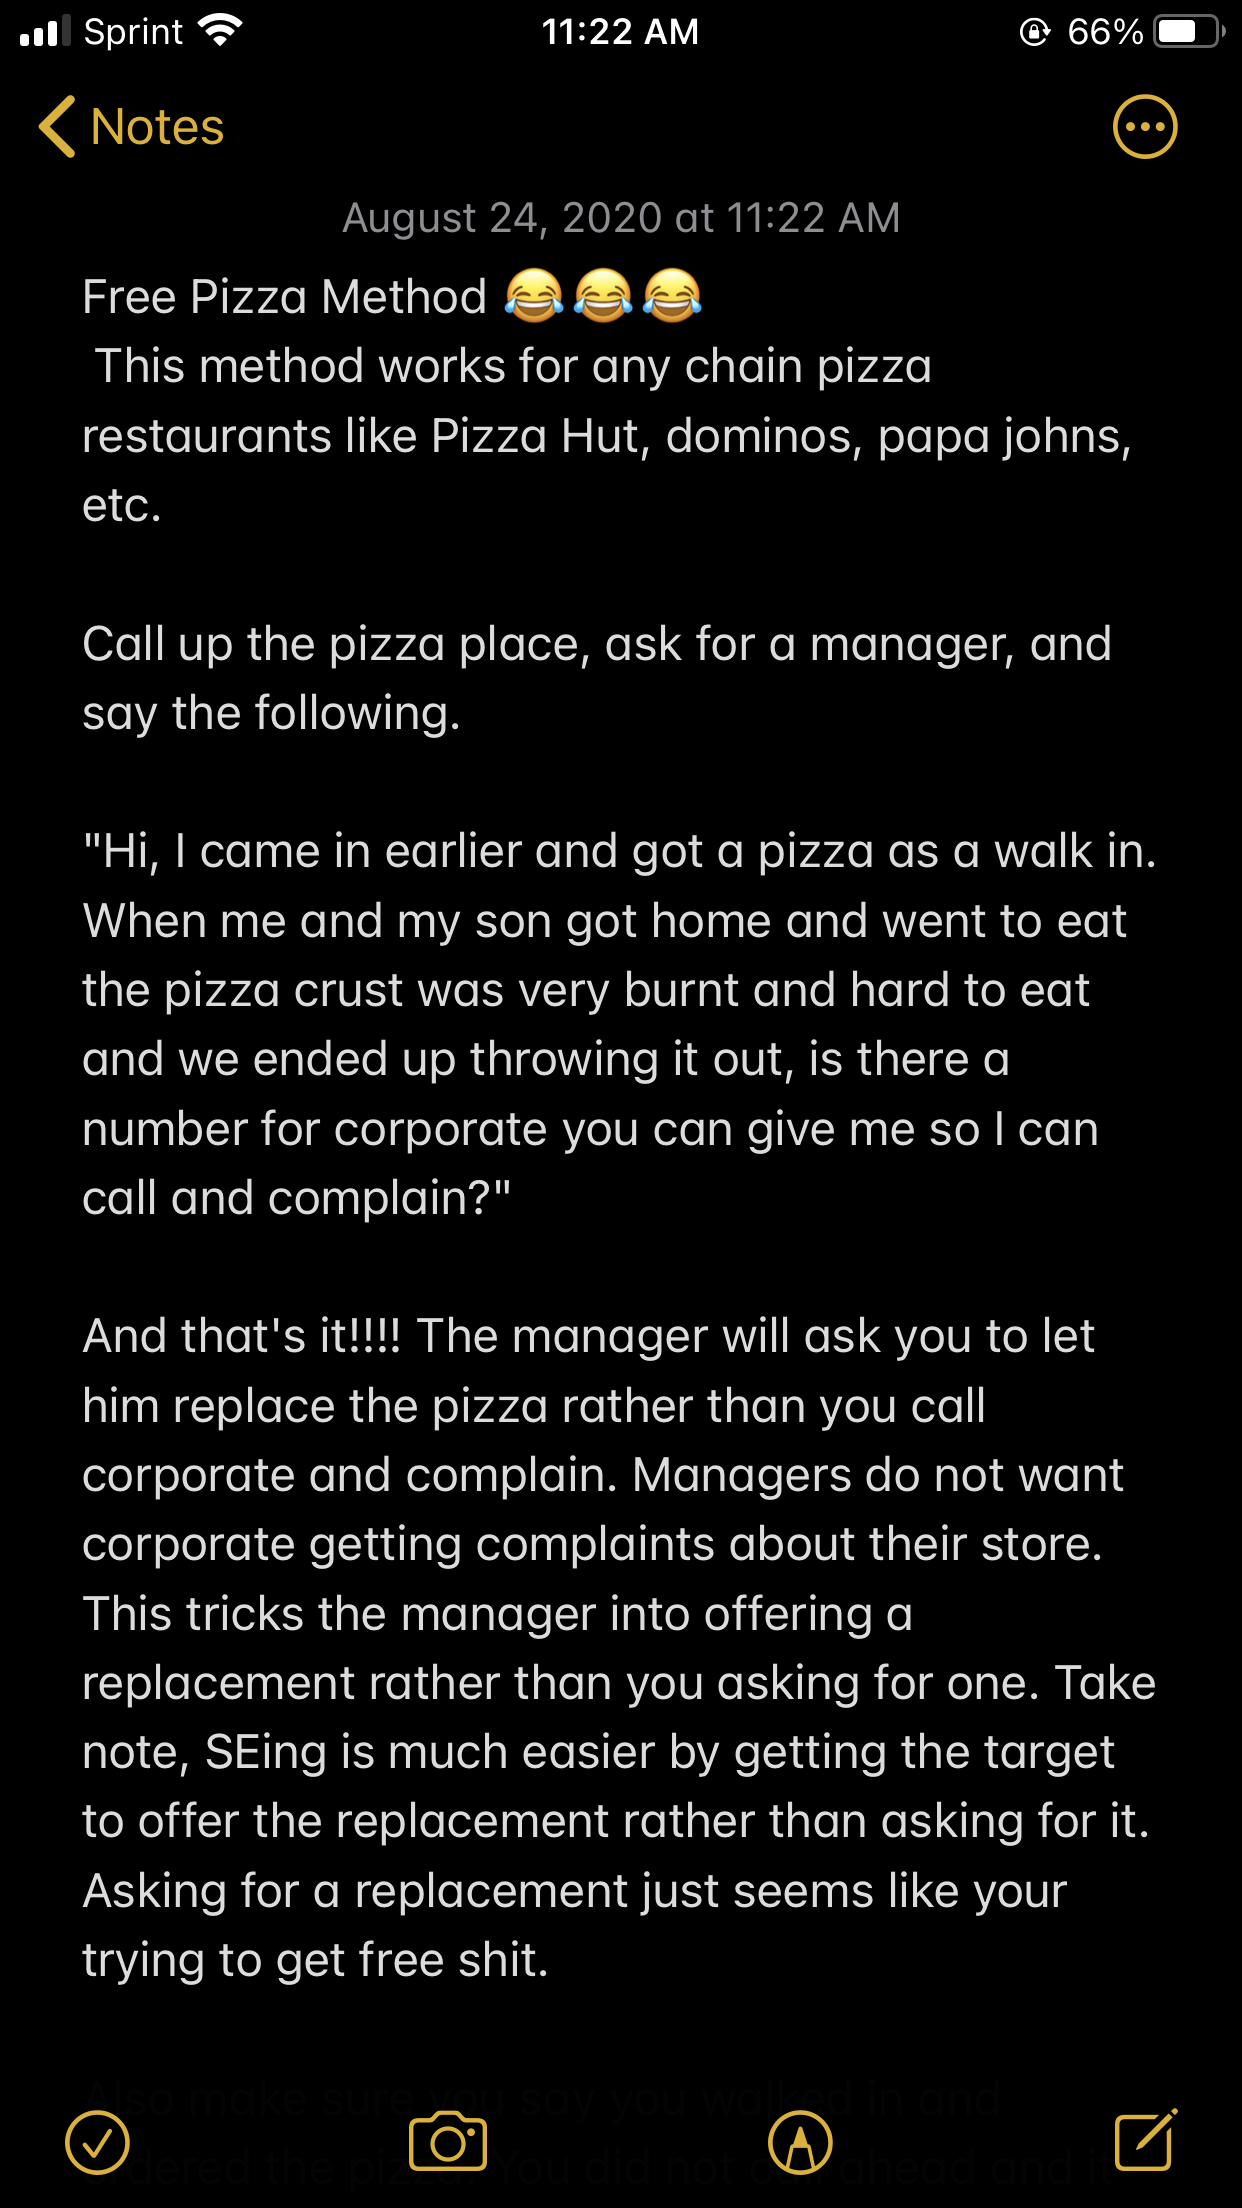 Sprint 11:22 AM 66%
Notes
August 24, 2020 at 11:22 AM
Free Pizza Method 😂😂😂
This method works for any chain pizza
restaurants like Pizza Hut, dominos, papa johns,
etc.
Call up the pizza place, ask for a manager, and
say the following.
"Hi, I came in earlier and got a pizza as a walk in.
When me and my son got home and went to eat
the pizza crust was very burnt and hard to eat
and we ended up throwing it out, is there a
number for corporate you can give me so I can
call and complain?"
And that's it!!!! The manager will ask you to let
him replace the pizza rather than you call
corporate and complain. Managers do not want
corporate getting complaints about their store.
This tricks the manager into offering a
replacement rather than you asking for one. Take
note, SEing is much easier by getting the target
to offer the replacement rather than asking for it.
Asking for a replacement just seems like your
trying to get free shit.
Also make sure you say you walked in and
the You did not ahead and